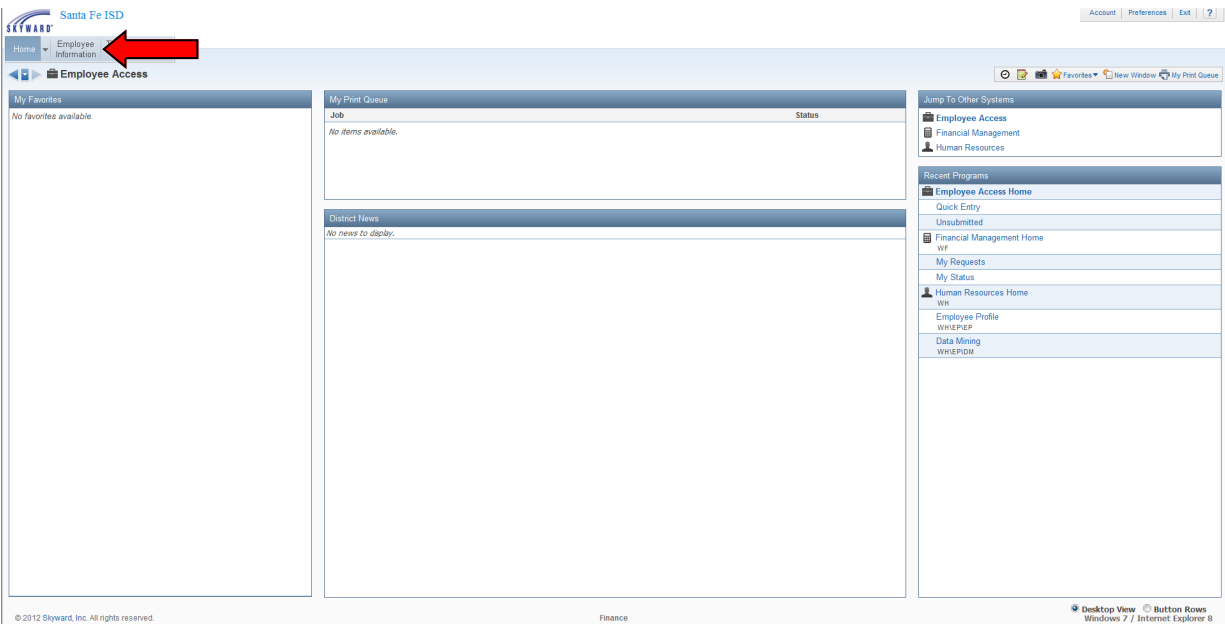 Santa Fe ISD
Account Preferences Exit ?
SKYWARD
Home Employee
Information
Employee Access
Favorites New Window My Print Queue
My Favorites
No favorites available.
My Print Queue
Job Status
No items available.
District News
No news to display.
Jump To Other Systems
Employee Access
Financial Management
Human Resources
Recent Programs
Employee Access Home
Quick Entry
Unsubmitted
Financial Management Home
WF
My Requests
My Status
Human Resources Home
WH
Employee Profile
WH\EP\EP
Data Mining
WH\EP\DM
Desktop View Button Rows
© 2012 Skyward, Inc. All rights reserved. Finance Windows 7 / Internet Explorer 8